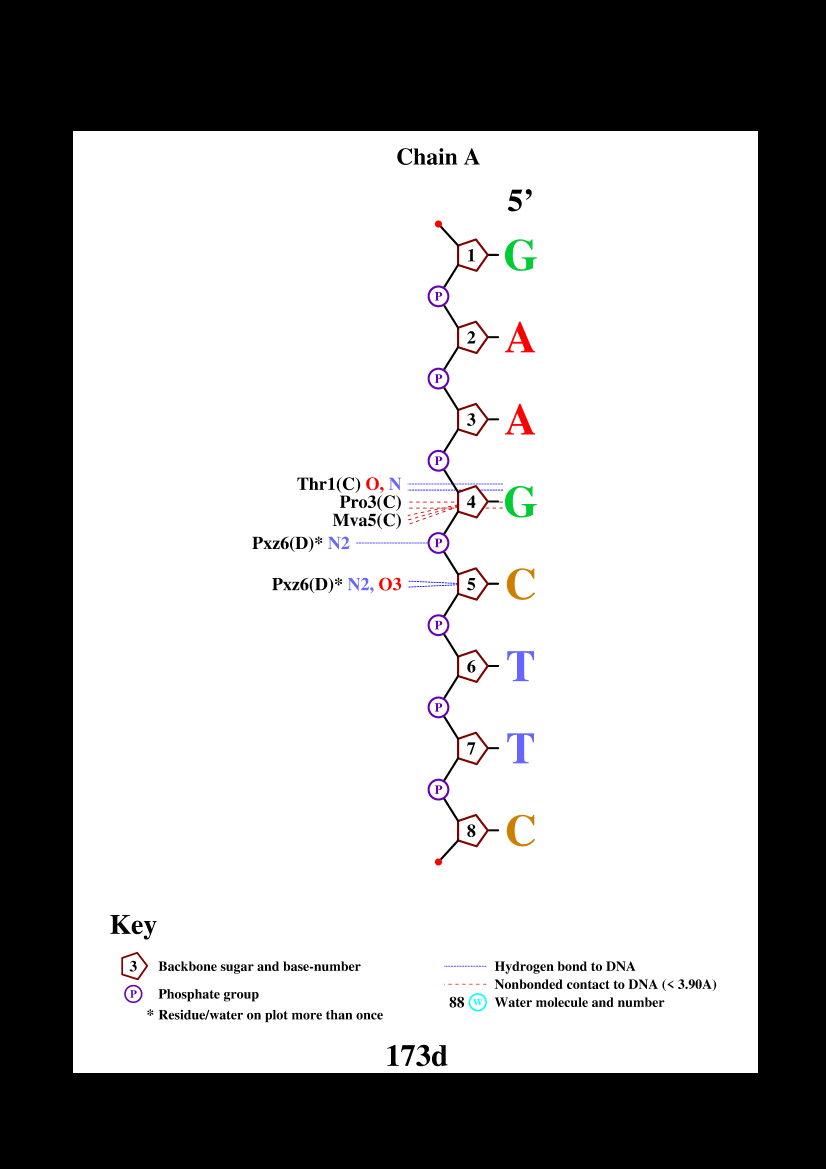 Chain A
5’
1 G
P
2 A
P
3 A
P
Thr1(C) O, N
Pro3(C) 4 G
Mva5(C)
Pxz6(D)* N2 P
Pxz6(D)* N2, O3 5 C
P
6 T
P
7 T
P
8 C
Key
3 Backbone sugar and base-number
P Phosphate group
* Residue/water on plot more than once
Hydrogen bond to DNA
Nonbonded contact to DNA (< 3.90A)
88 W Water molecule and number
173d